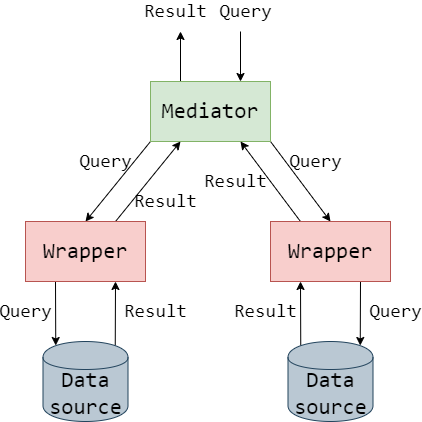 Result Query
Mediator
Query
Query
Result
Result
Wrapper
Wrapper
Query
Result
Result
Query
Data
source
Data
source